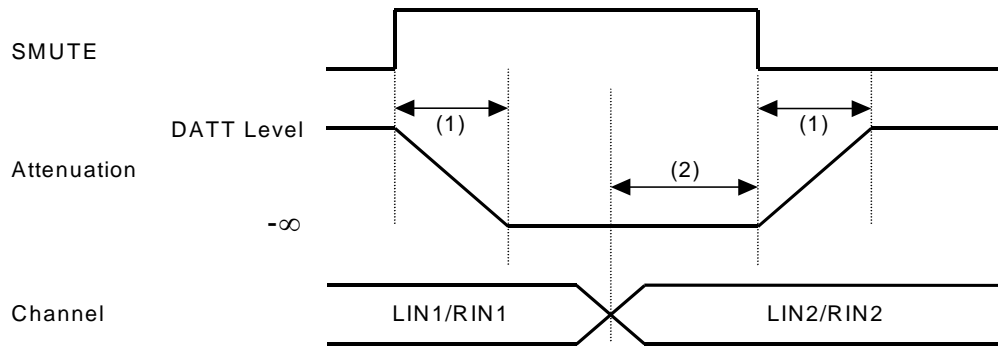 SMUTE
(1)
(1)
DATT Level
Attenuation
(2)
-∞
Channel
LIN1/RIN1
LIN2/RIN2